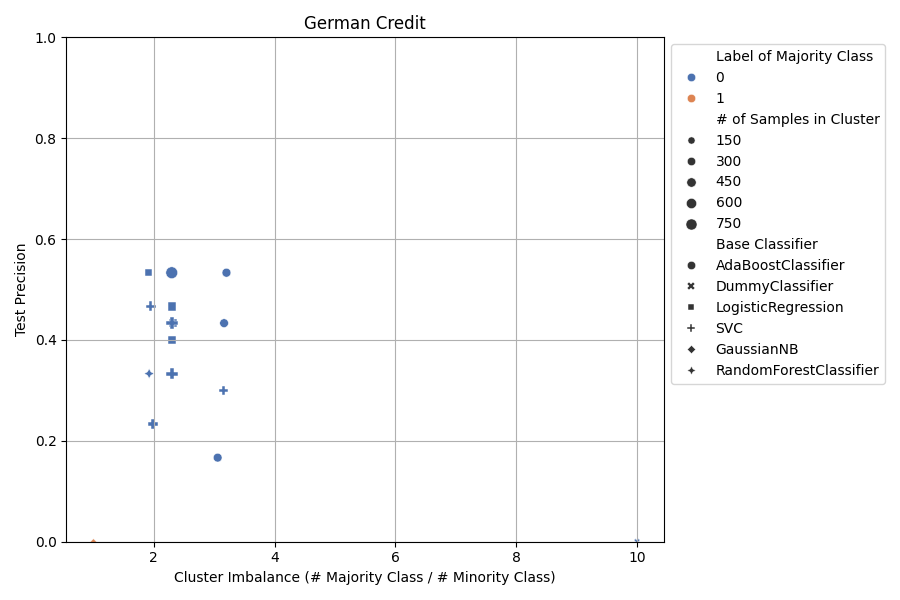 German Credit
1.0
0.8
0.6
0.4
0.2
0.0
Test Precision
2
4
6
8
10
Cluster Imbalance (# Majority Class / # Minority Class)
Label of Majority Class
0
1
# of Samples in Cluster
150
300
450
600
750
Base Classifier
AdaBoostClassifier
DummyClassifier
LogisticRegression
SVC
GaussianNB
RandomForestClassifier